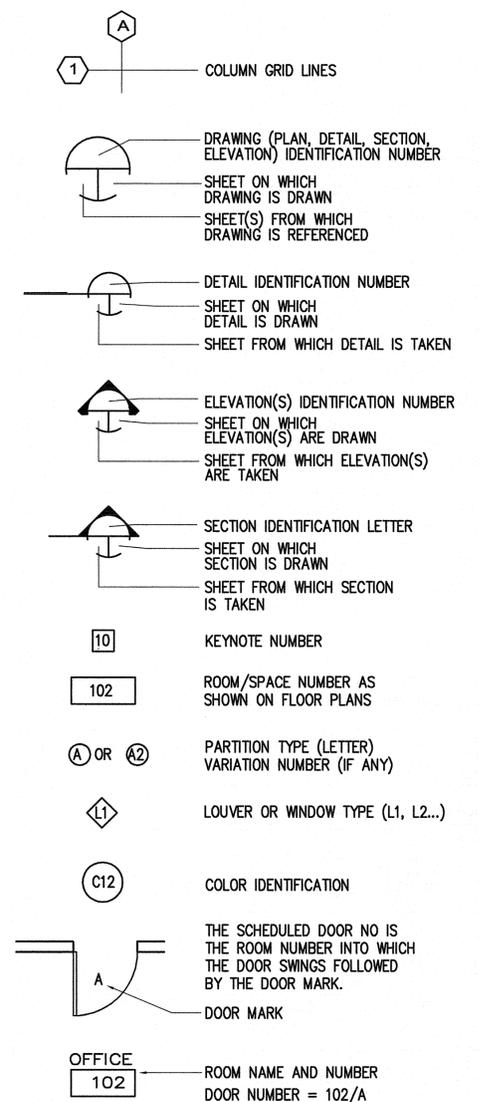 A
1
COLUMN GRID LINES
DRAWING (PLAN, DETAIL, SECTION,
ELEVATION) IDENTIFICATION NUMBER
SHEET ON WHICH
DRAWING IS DRAWN
SHEET(S) FROM WHICH
DRAWING IS REFERENCED
DETAIL IDENTIFICATION NUMBER
SHEET ON WHICH
DETAIL IS DRAWN
SHEET FROM WHICH DETAIL IS TAKEN
ELEVATION(S) IDENTIFICATION NUMBER
SHEET ON WHICH
ELEVATION(S) ARE DRAWN
SHEET FROM WHICH ELEVATION(S)
ARE TAKEN
SECTION IDENTIFICATION LETTER
SHEET ON WHICH
SECTION IS DRAWN
SHEET FROM WHICH SECTION
IS TAKEN
10 KEYNOTE NUMBER
102
ROOM/SPACE NUMBER AS
SHOWN ON FLOOR PLANS
A OR A2
PARTITION TYPE (LETTER)
VARIATION NUMBER (IF ANY)
L1 LOUVER OR WINDOW TYPE (L1, L2...)
C12 COLOR IDENTIFICATION
THE SCHEDULED DOOR NO IS
THE ROOM NUMBER INTO WHICH
THE DOOR SWINGS FOLLOWED
BY THE DOOR MARK.
A
DOOR MARK
OFFICE
102
ROOM NAME AND NUMBER
DOOR NUMBER = 102/A